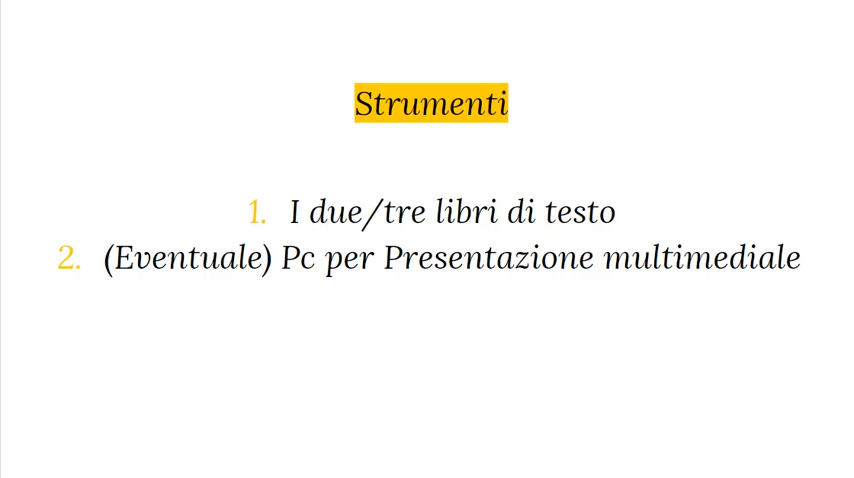 Strumenti
1. I due/tre libri di testo
2. (Eventuale) Pc per Presentazione multimediale